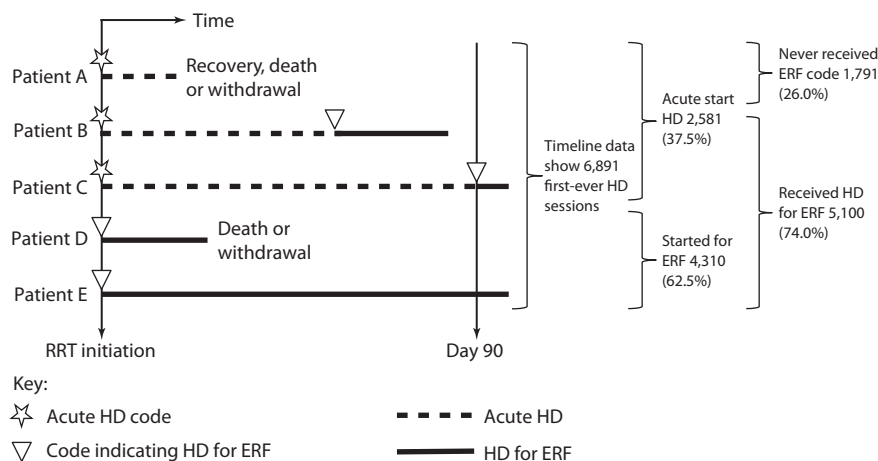 Time
Patient A
Recovery, death
or withdrawal
Patient B
Patient C
Patient D
Death or
withdrawal
Patient E
RRT initiation
Day 90
Timeline data
show 6,891
first-ever HD
sessions
Acute start
HD 2,581
(37.5%)
Started for
ERF 4,310
(62.5%)
Never received
ERF code 1,791
(26.0%)
Received HD
for ERF 5,100
(74.0%)
Key:
Acute HD code
Acute HD
Code indicating HD for ERF
HD for ERF